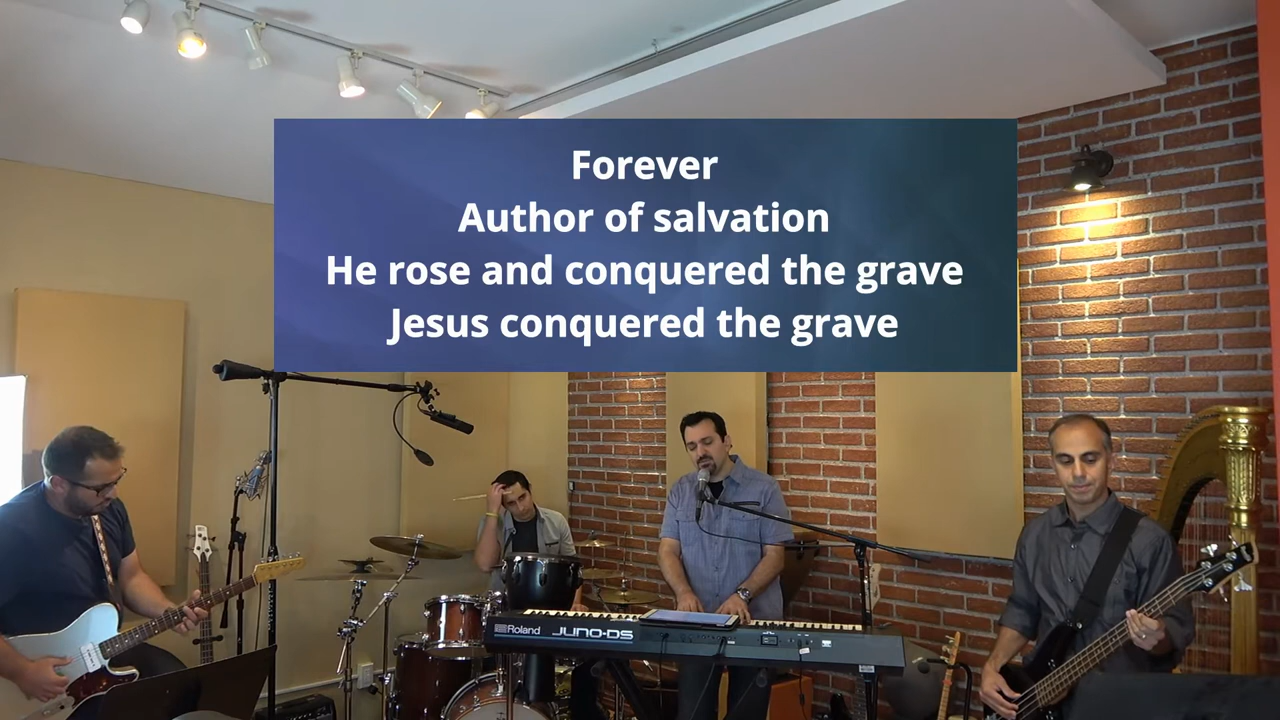 Forever
Author of salvation
He rose and conquered the grave
Jesus conquered the grave
Roland JUNO-DS